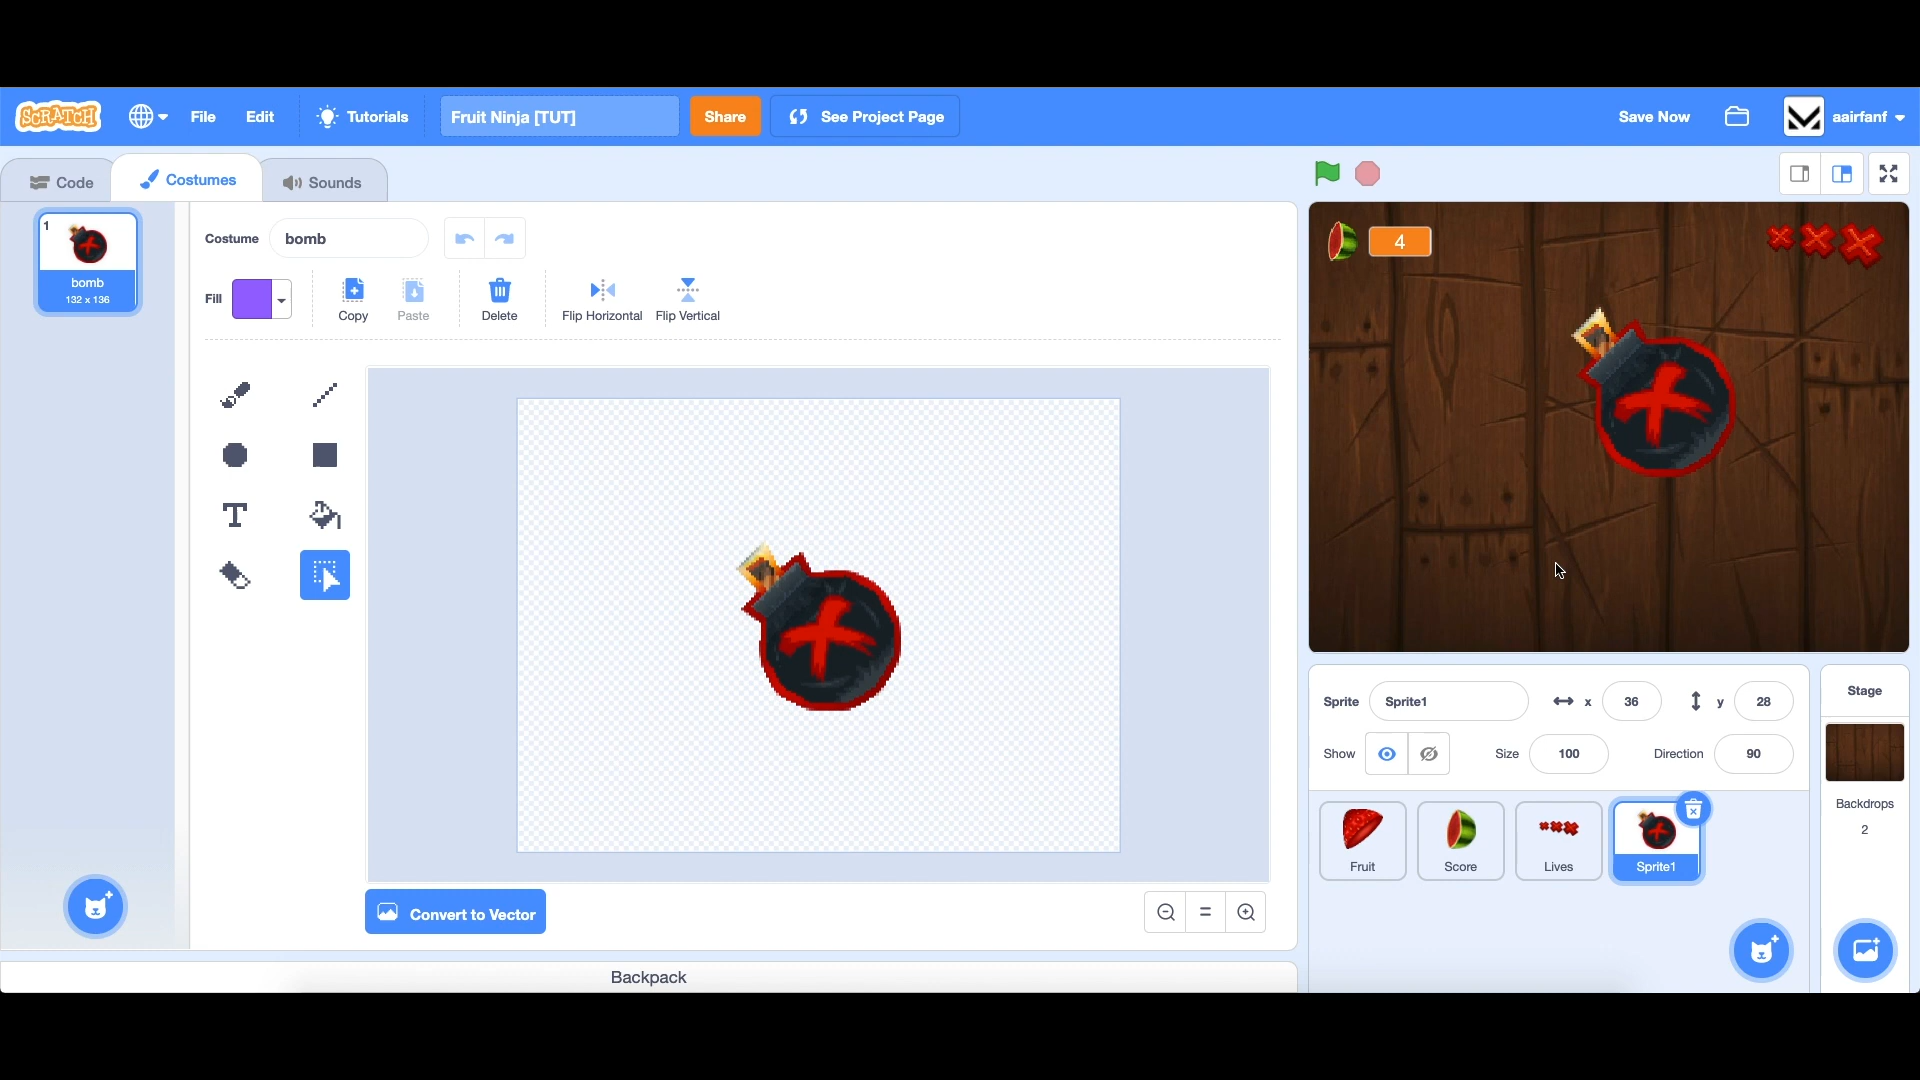 SCRATCH File Edit Tutorials Fruit Ninja [TUT] Share See Project Page Save Now aairfanf
Code Costumes Sounds
1
bomb
132 x 136
Costume bomb
Fill
Copy Paste Delete Flip Horizontal Flip Vertical
T
Convert to Vector
Backpack
4
Sprite Sprite1 x 36 y 28
Show Size 100 Direction 90
Fruit Score Lives Sprite1
Stage
Backdrops
2